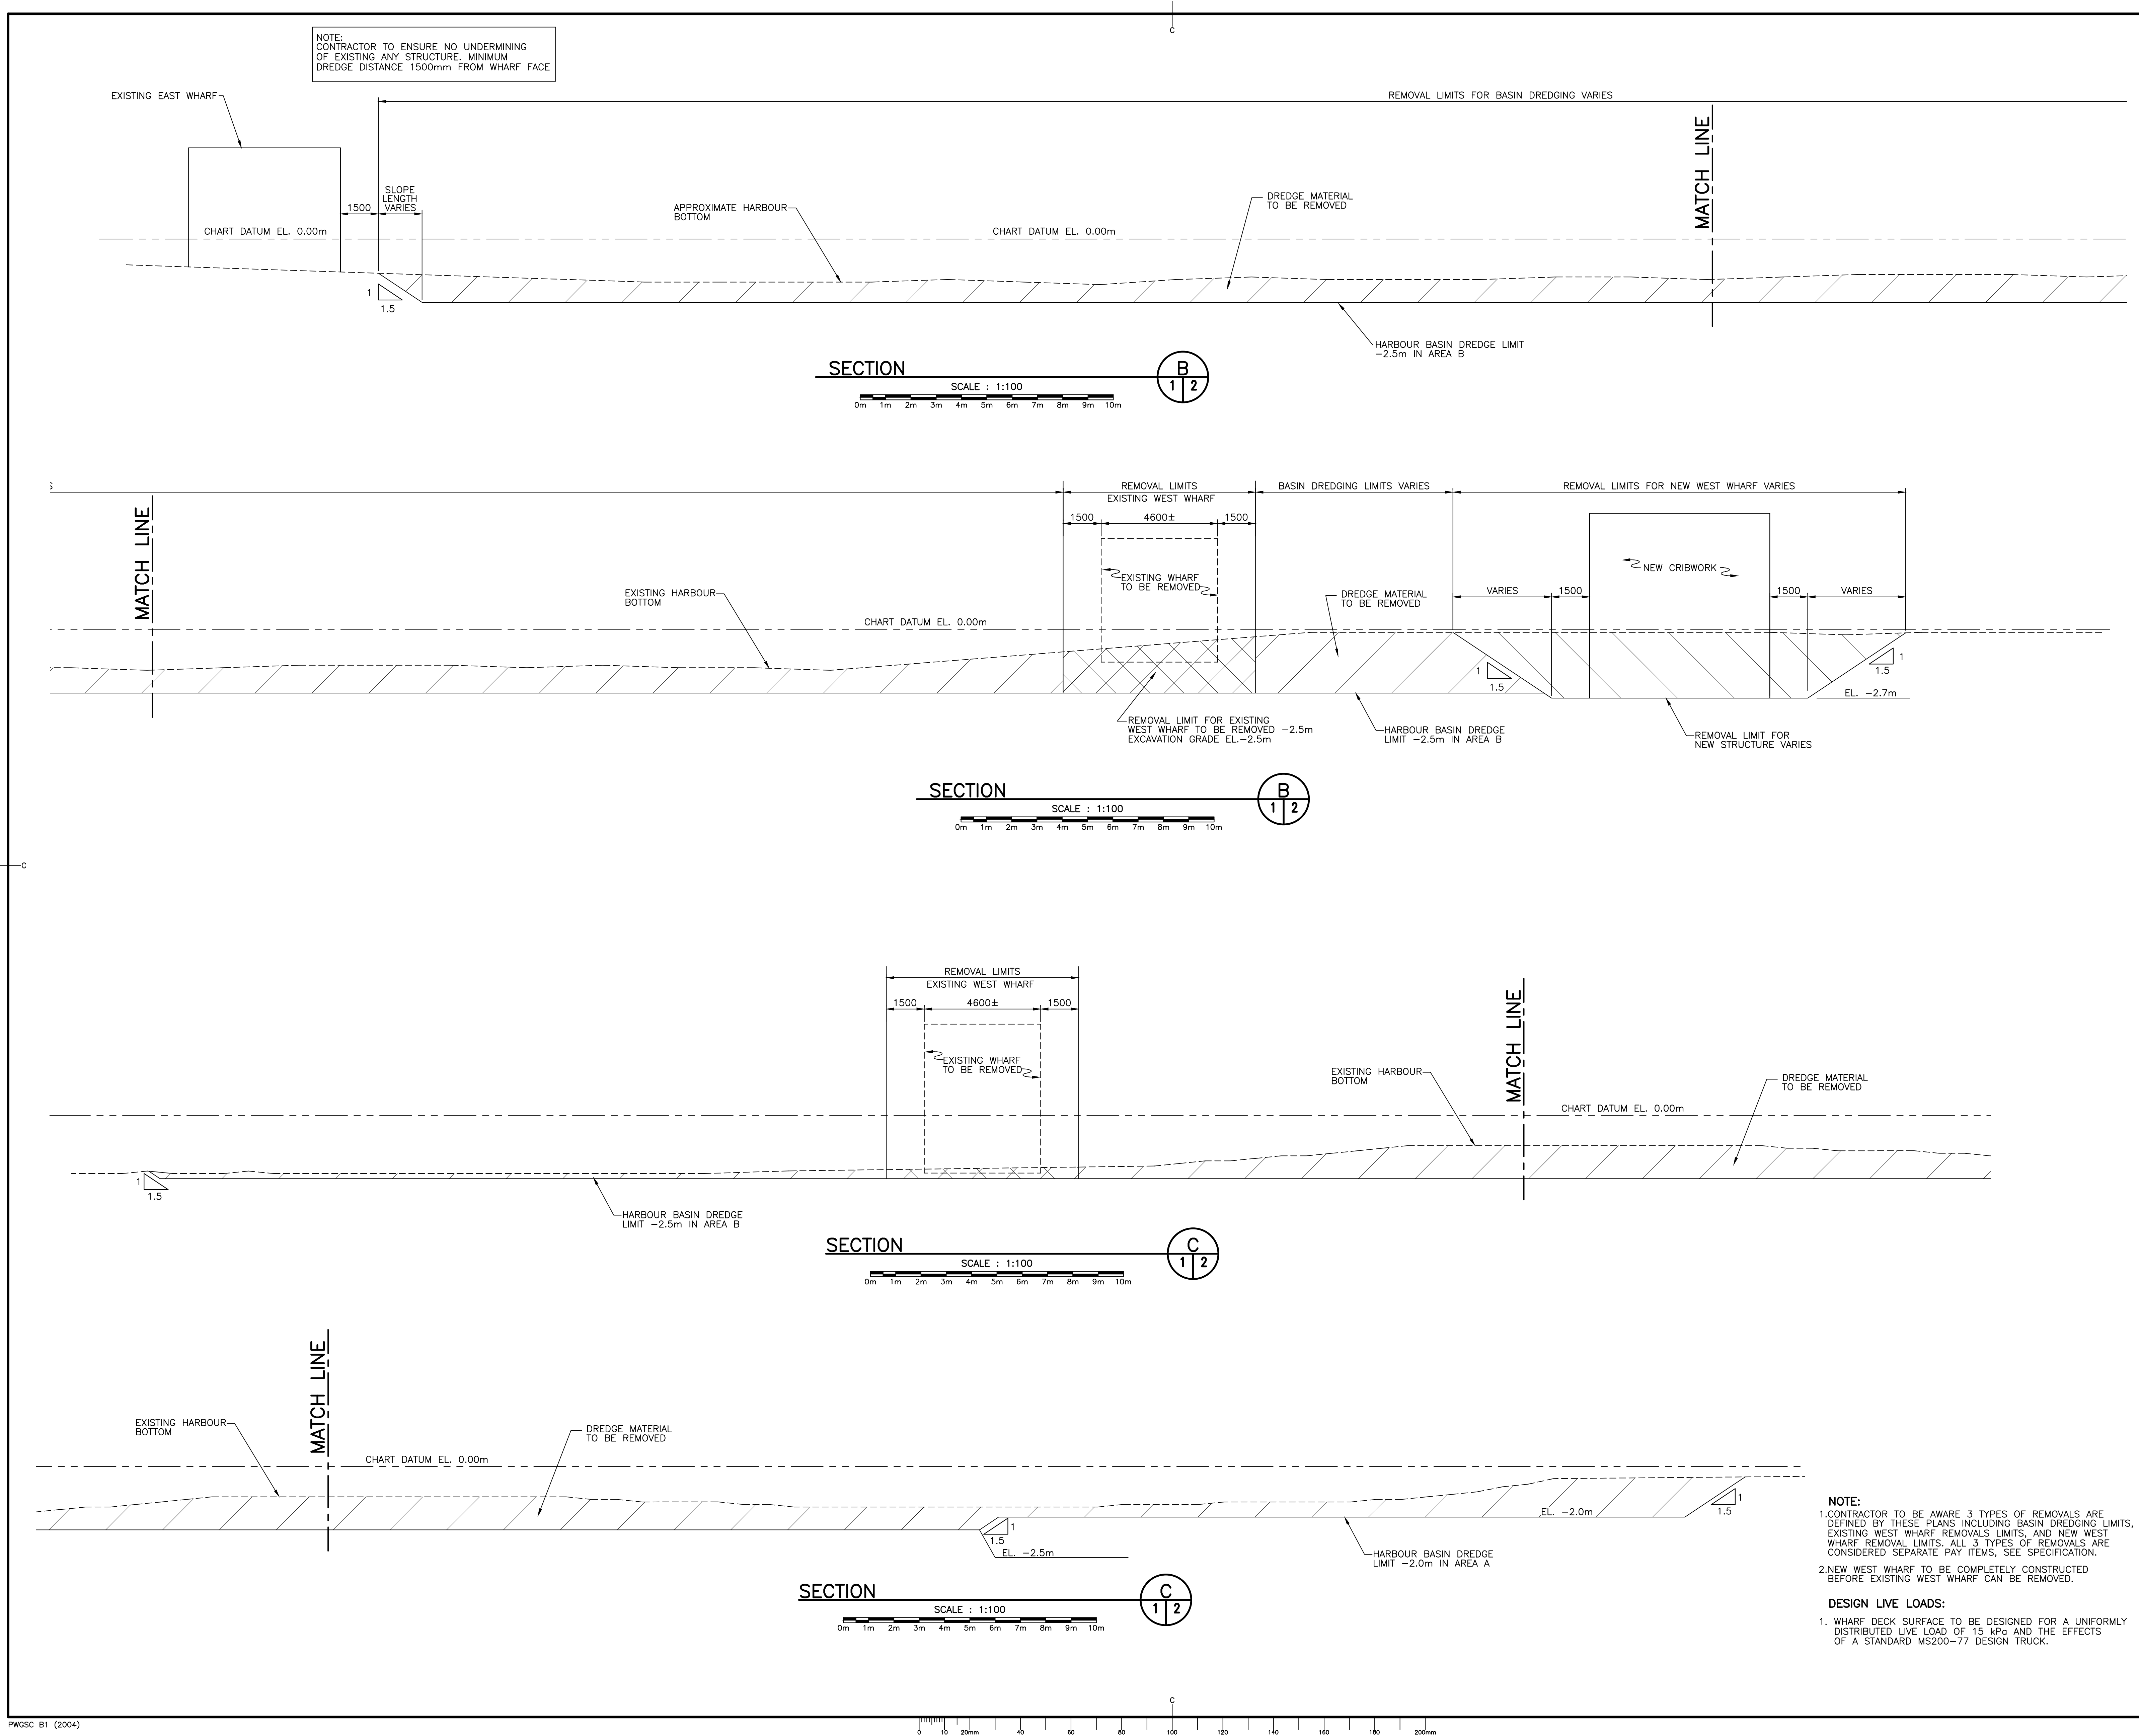 C
NOTE:
CONTRACTOR TO ENSURE NO UNDERMINING
OF EXISTING ANY STRUCTURE. MINIMUM
DREDGE DISTANCE 1500mm FROM WHARF FACE
EXISTING EAST WHARF
REMOVAL LIMITS FOR BASIN DREDGING VARIES
MATCH LINE
SLOPE
LENGTH
VARIES
1500
APPROXIMATE HARBOUR
BOTTOM
DREDGE MATERIAL
TO BE REMOVED
CHART DATUM EL. 0.00m
CHART DATUM EL. 0.00m
1
1.5
HARBOUR BASIN DREDGE LIMIT
−2.5m IN AREA B
SECTION
B
1 2
SCALE : 1:100
0m 1m 2m 3m 4m 5m 6m 7m 8m 9m 10m
S
REMOVAL LIMITS
EXISTING WEST WHARF
BASIN DREDGING LIMITS VARIES
REMOVAL LIMITS FOR NEW WEST WHARF VARIES
1500
4600±
1500
MATCH LINE
EXISTING WHARF
TO BE REMOVED
NEW CRIBWORK
EXISTING HARBOUR
BOTTOM
DREDGE MATERIAL
TO BE REMOVED
VARIES
1500
1500
VARIES
CHART DATUM EL. 0.00m
1
1.5
1
1.5
EL. −2.7m
REMOVAL LIMIT FOR EXISTING
WEST WHARF TO BE REMOVED −2.5m
EXCAVATION GRADE EL.−2.5m
HARBOUR BASIN DREDGE
LIMIT −2.5m IN AREA B
REMOVAL LIMIT FOR
NEW STRUCTURE VARIES
SECTION
B
1 2
SCALE : 1:100
0m 1m 2m 3m 4m 5m 6m 7m 8m 9m 10m
C
REMOVAL LIMITS
EXISTING WEST WHARF
1500
4600±
1500
MATCH LINE
EXISTING WHARF
TO BE REMOVED
EXISTING HARBOUR
BOTTOM
DREDGE MATERIAL
TO BE REMOVED
CHART DATUM EL. 0.00m
1
1.5
HARBOUR BASIN DREDGE
LIMIT −2.5m IN AREA B
SECTION
C
1 2
SCALE : 1:100
0m 1m 2m 3m 4m 5m 6m 7m 8m 9m 10m
MATCH LINE
EXISTING HARBOUR
BOTTOM
DREDGE MATERIAL
TO BE REMOVED
CHART DATUM EL. 0.00m
1
1.5
EL. −2.5m
EL. −2.0m
1
1.5
HARBOUR BASIN DREDGE
LIMIT −2.0m IN AREA A
SECTION
C
1 2
SCALE : 1:100
0m 1m 2m 3m 4m 5m 6m 7m 8m 9m 10m
NOTE:
1.CONTRACTOR TO BE AWARE 3 TYPES OF REMOVALS ARE
DEFINED BY THESE PLANS INCLUDING BASIN DREDGING LIMITS,
EXISTING WEST WHARF REMOVALS LIMITS, AND NEW WEST
WHARF REMOVAL LIMITS. ALL 3 TYPES OF REMOVALS ARE
CONSIDERED SEPARATE PAY ITEMS, SEE SPECIFICATION.
2.NEW WEST WHARF TO BE COMPLETELY CONSTRUCTED
BEFORE EXISTING WEST WHARF CAN BE REMOVED.
DESIGN LIVE LOADS:
1. WHARF DECK SURFACE TO BE DESIGNED FOR A UNIFORMLY
DISTRIBUTED LIVE LOAD OF 15 kPa AND THE EFFECTS
OF A STANDARD MS200−77 DESIGN TRUCK.
C
PWGSC B1 (2004)
0 10 20mm 40 60 80 100 120 140 160 180 200mm